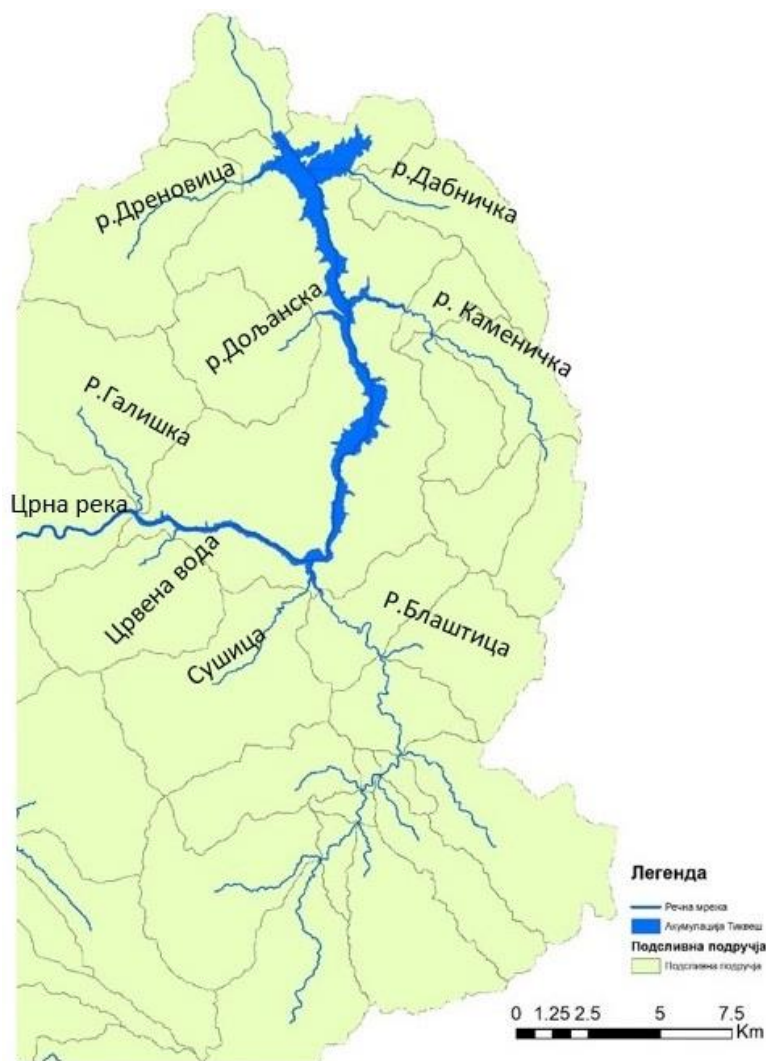 р.Дреновица
р.Дабничка
р. Каменичка
р.Дољанска
р.Галишка
Црна река
Црвена вода
Сушица
Р.Блаштица
Легенда
Речна мрежа
Акумулација Тиквеш
Подсливна подручја
Подсливна подручја
0 1.25 2.5 5 7.5
Km